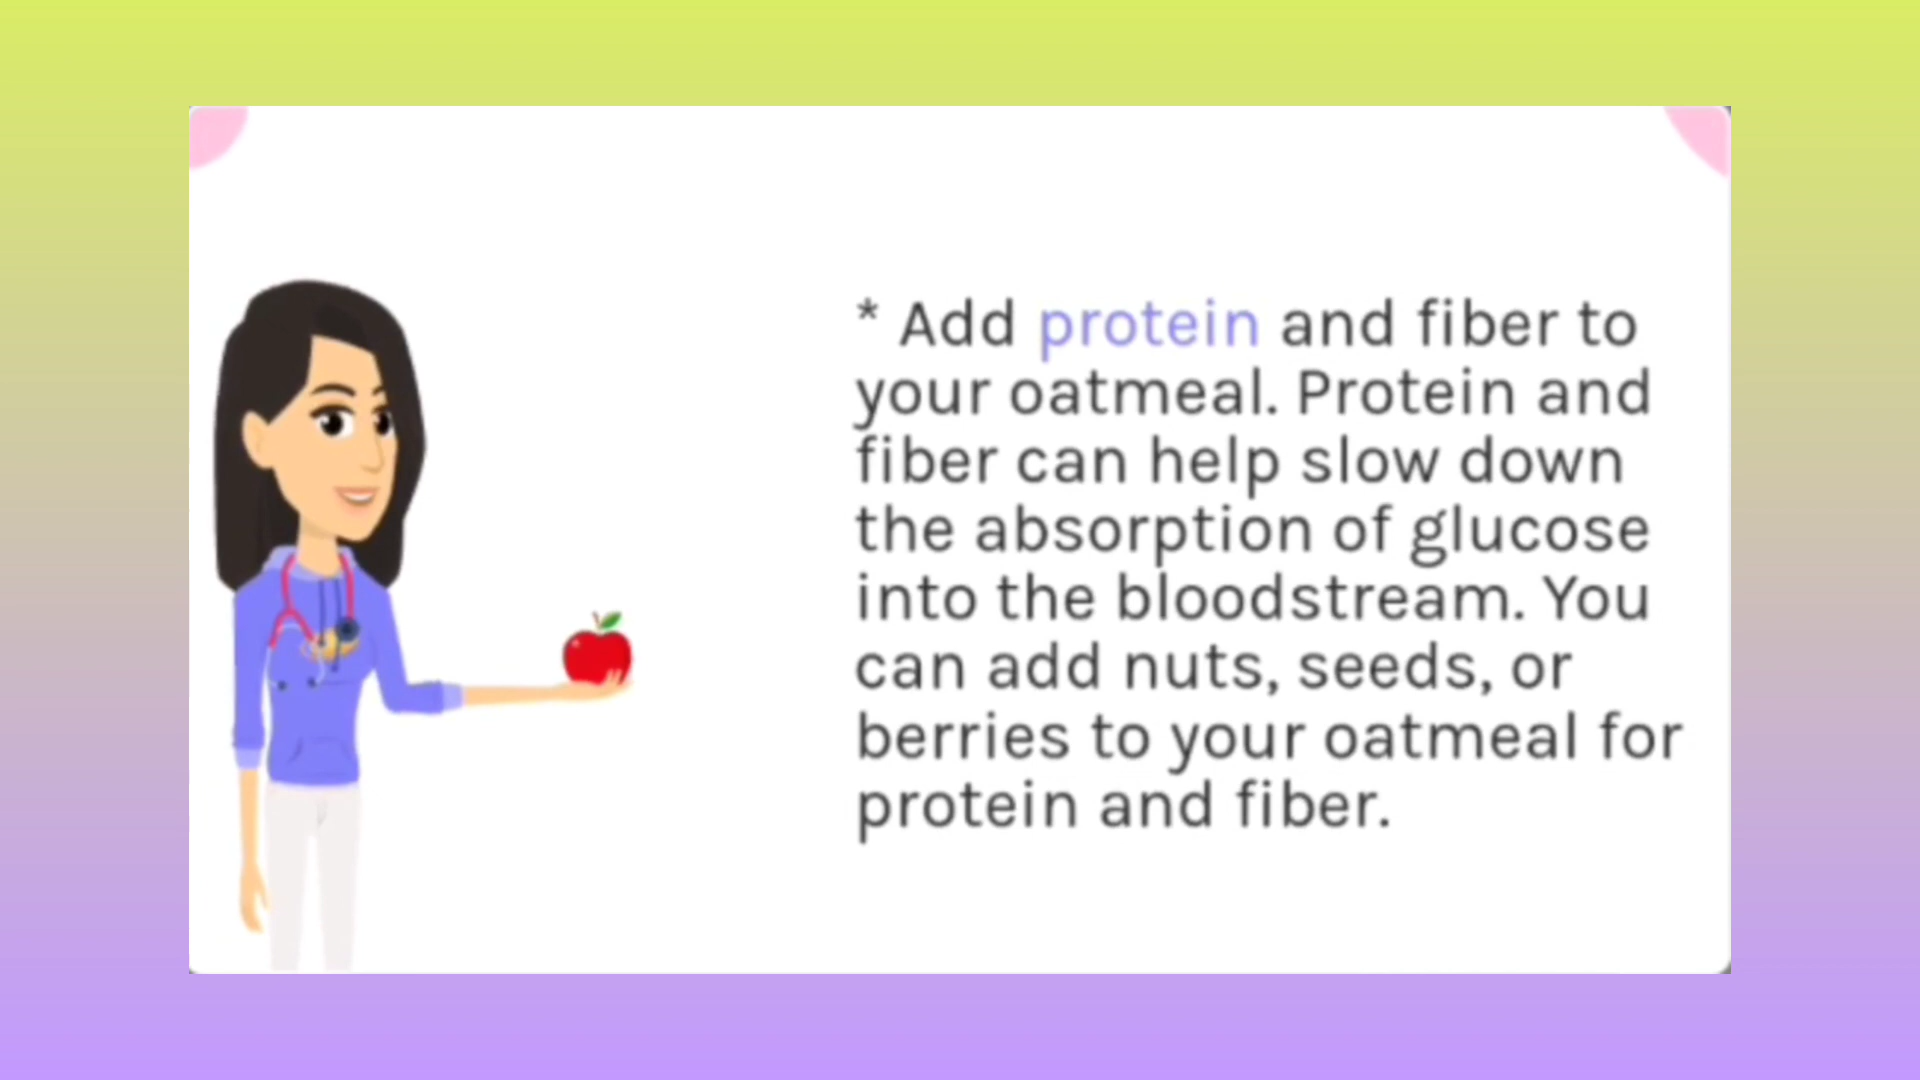 * Add protein and fiber to
your oatmeal. Protein and
fiber can help slow down
the absorption of glucose
into the bloodstream. You
can add nuts, seeds, or
berries to your oatmeal for
protein and fiber.